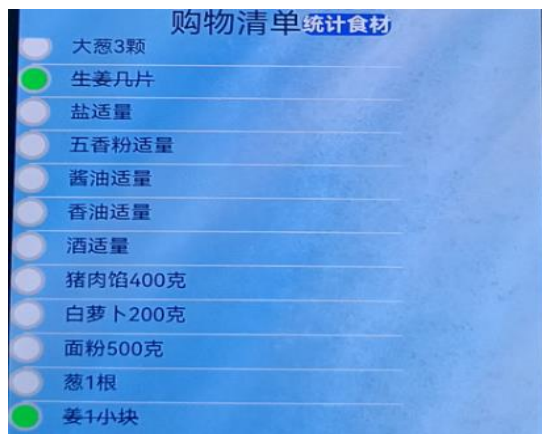 购物清单 统计食材
大葱3颗
生姜几片
盐适量
五香粉适量
酱油适量
香油适量
酒适量
猪肉馅400克
白萝卜200克
面粉500克
葱1根
姜1小块